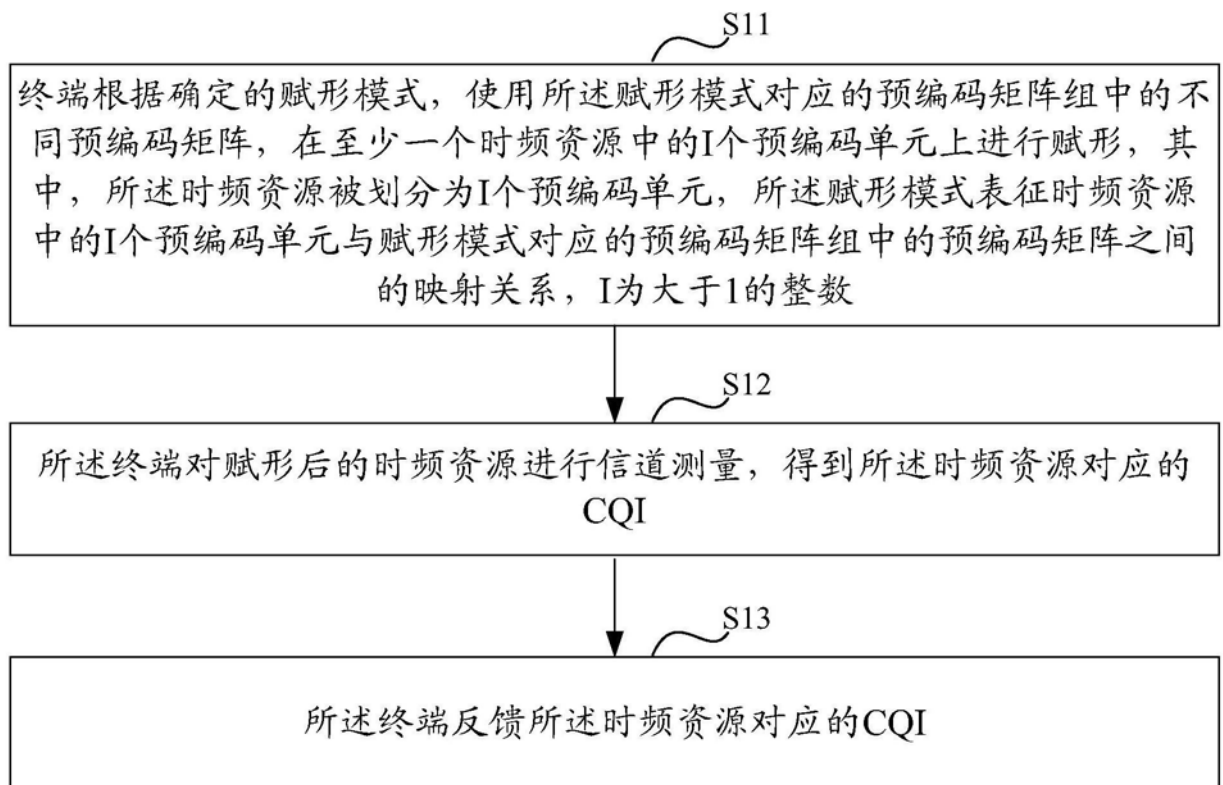 S11
终端根据确定的赋形模式，使用所述赋形模式对应的预编码矩阵组中的不
同预编码矩阵，在至少一个时频资源中的I个预编码单元上进行赋形，其
中，所述时频资源被划分为I个预编码单元，所述赋形模式表征时频资源
中的I个预编码单元与赋形模式对应的预编码矩阵组中的预编码矩阵之间
的映射关系，I为大于1的整数
S12
所述终端对赋形后的时频资源进行信道测量，得到所述时频资源对应的
CQI
S13
所述终端反馈所述时频资源对应的CQI